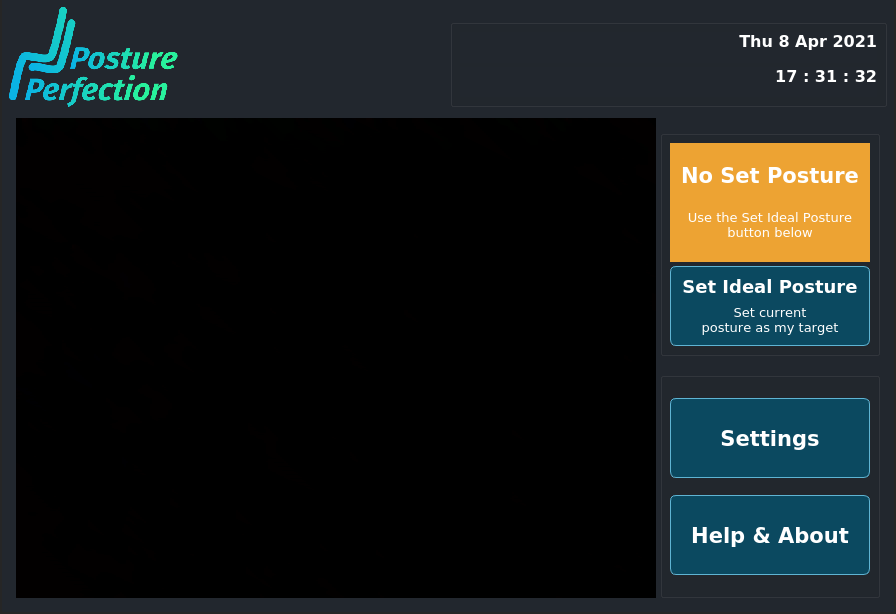 Posture
Perfection
Thu 8 Apr 2021
17 : 31 : 32
No Set Posture
Use the Set Ideal Posture
button below
Set Ideal Posture
Set current
posture as my target
Settings
Help & About